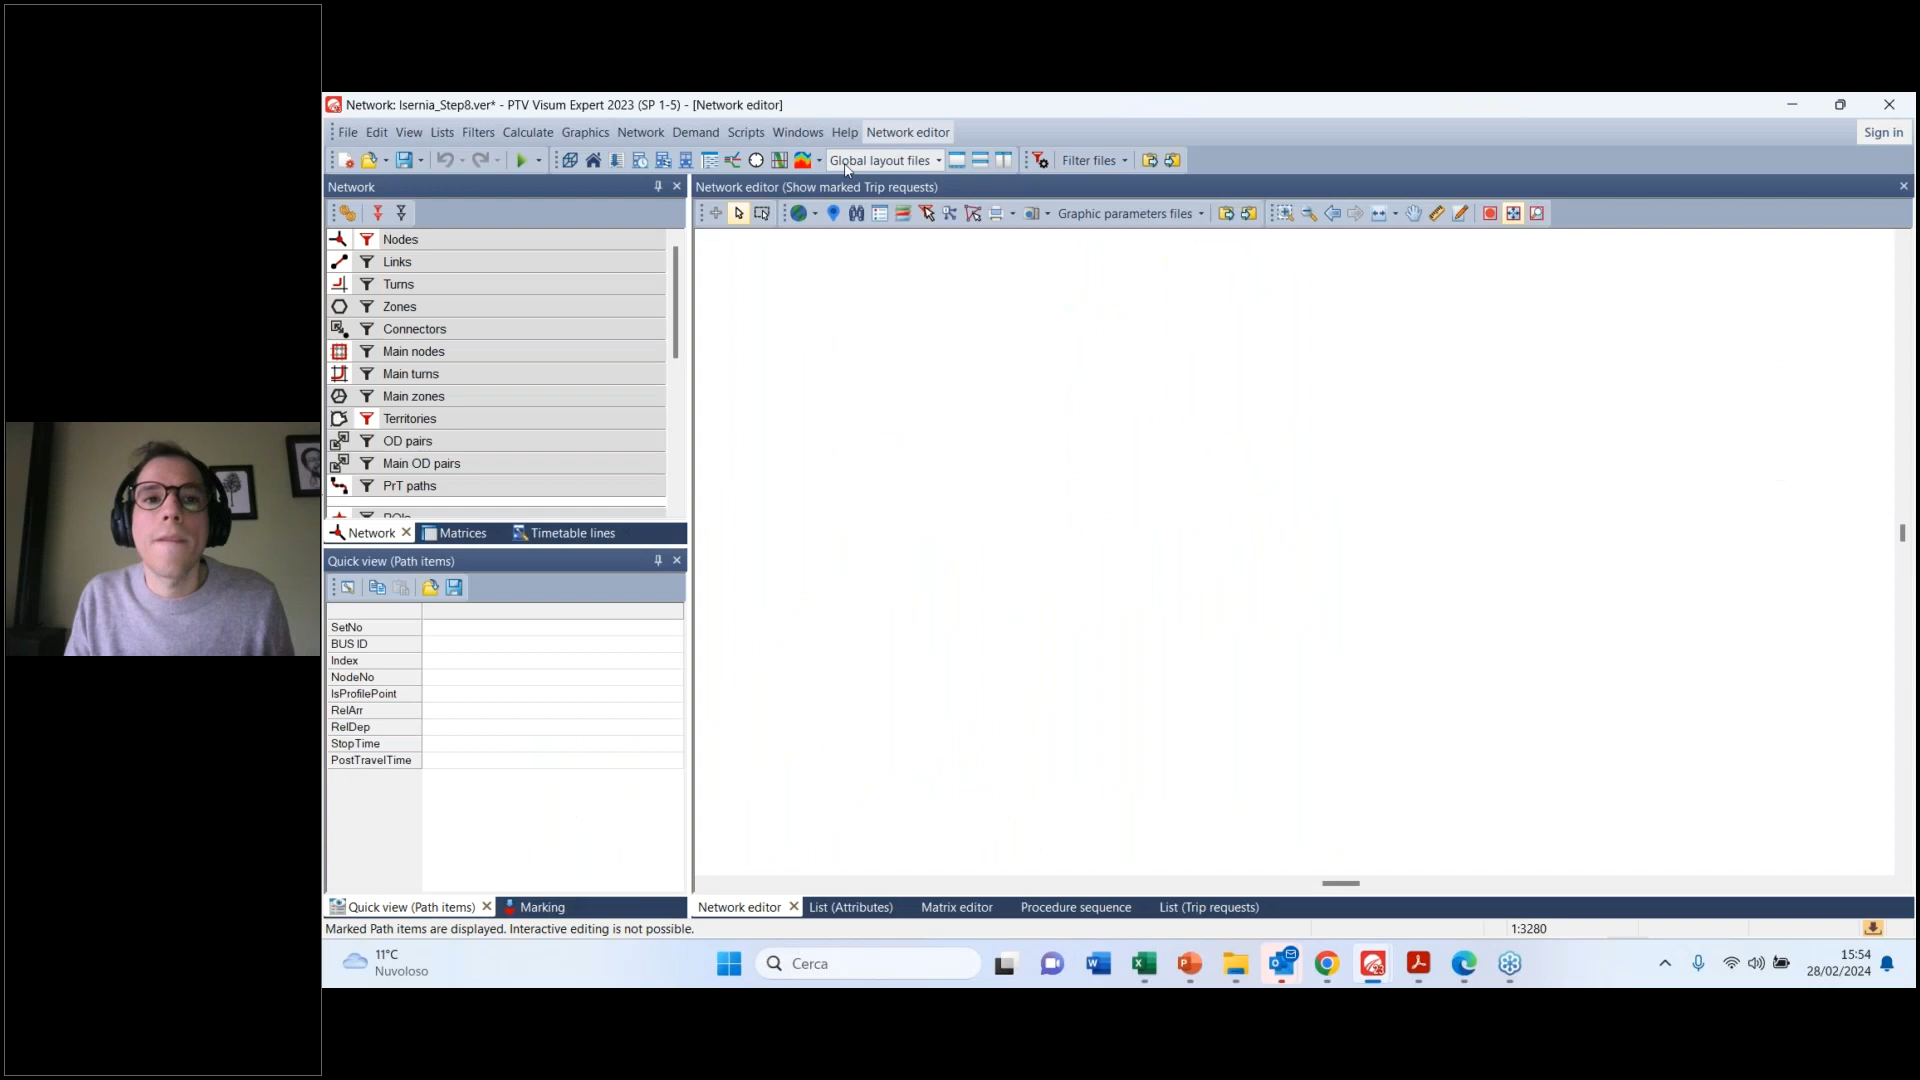 Network: Isernia_Step8.ver* - PTV Visum Expert 2023 (SP 1-5) - [Network editor]
File Edit View Lists Filters Calculate Graphics Network Demand Scripts Windows Help Network editor Sign in
Global layout files Filter files
Network
Network editor (Show marked Trip requests)
Graphic parameters files
Nodes
Links
Turns
Zones
Connectors
Main nodes
Main turns
Main zones
Territories
OD pairs
Main OD pairs
PrT paths
POIs
Network Matrices Timetable lines
Quick view (Path items)
SetNo
BUS ID
Index
NodeNo
IsProfilePoint
RelArr
RelDep
StopTime
PostTravelTime
Quick view (Path items) Marking
Network editor List (Attributes) Matrix editor Procedure sequence List (Trip requests)
Marked Path items are displayed. Interactive editing is not possible.
1:3280
11°C
Nuvoloso
Cerca
15:54
28/02/2024